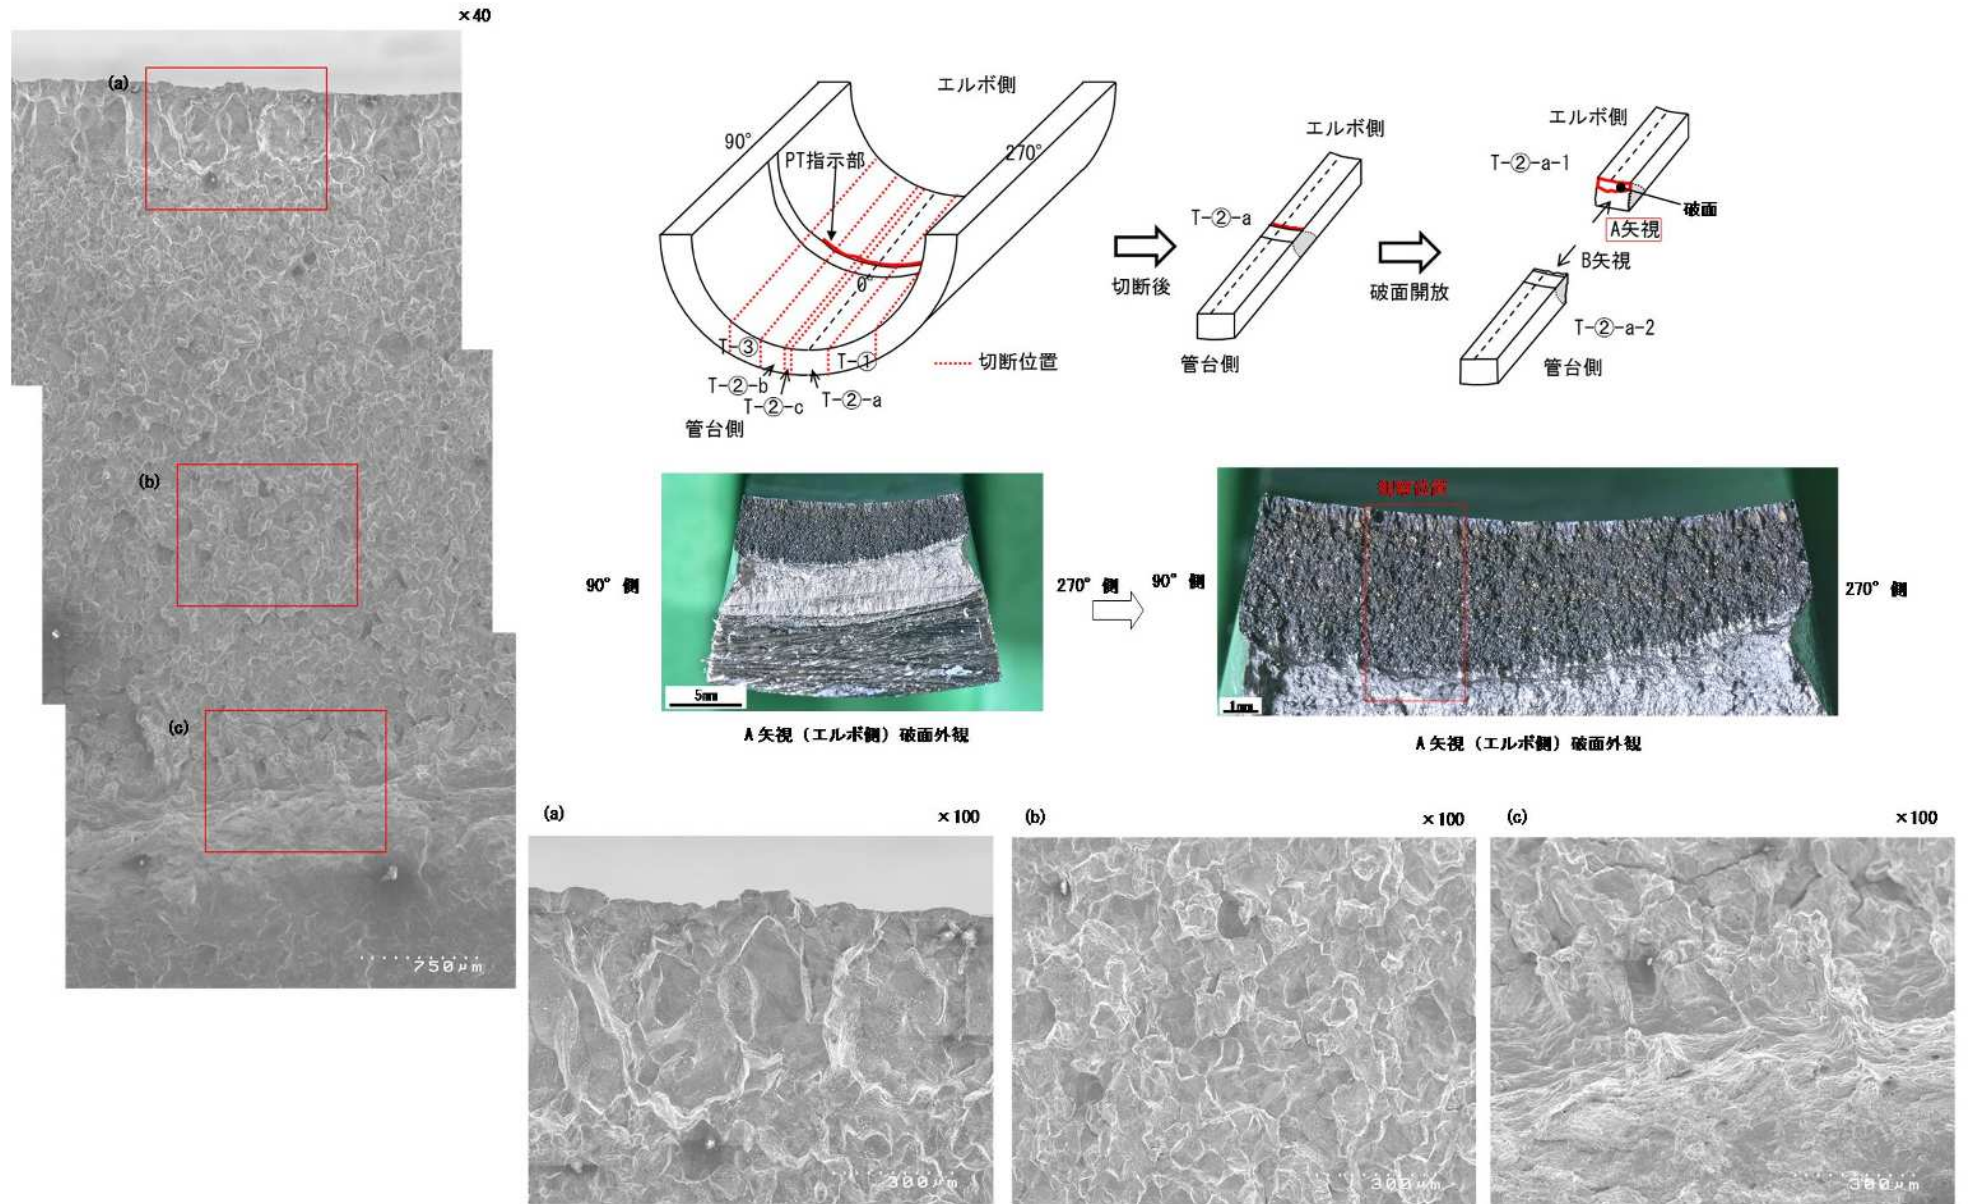 ×40
(a)
(b)
(c)
750μm
エルボ側
90°
PT指示部
270°
0°
T-③
T-①
T-②-b
T-②-c
T-②-a
管台側
切断位置
切断後
エルボ側
T-②-a
管台側
破面開放
エルボ側
T-②-a-1
破面
A矢視
B矢視
T-②-a-2
管台側
90° 側
270° 側
5mm
A 矢視（エルボ側）破面外観
90° 側
観察位置
270° 側
1mm
A 矢視（エルボ側）破面外観
(a)
×100
300μm
(b)
×100
300μm
(c)
×100
300μm